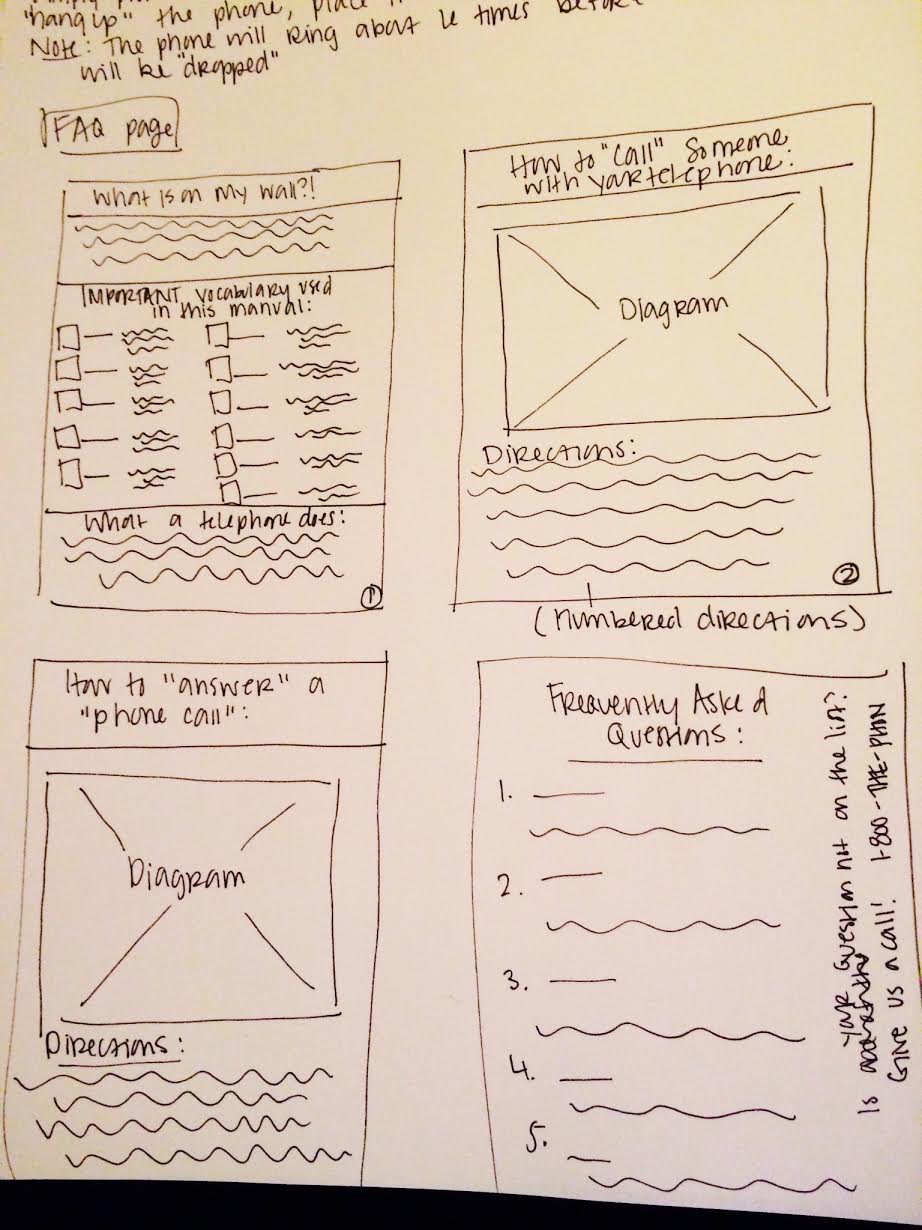 "hang up" the phone, place
Note: The phone will ring about 6 times before
will be "dropped"
FAQ page
What is on my wall?!
IMPORTANT vocabulary used
in this manual:
What a telephone does:
1
How to "call" someone
with your telephone:
Diagram
Directions:
2
(numbered directions)
How to "answer" a
"phone call":
Diagram
Directions:
Frequently Asked
Questions:
1.
2.
3.
4.
5.
Is your question not on the list?
Give us a call! 1-800-THE-PHON